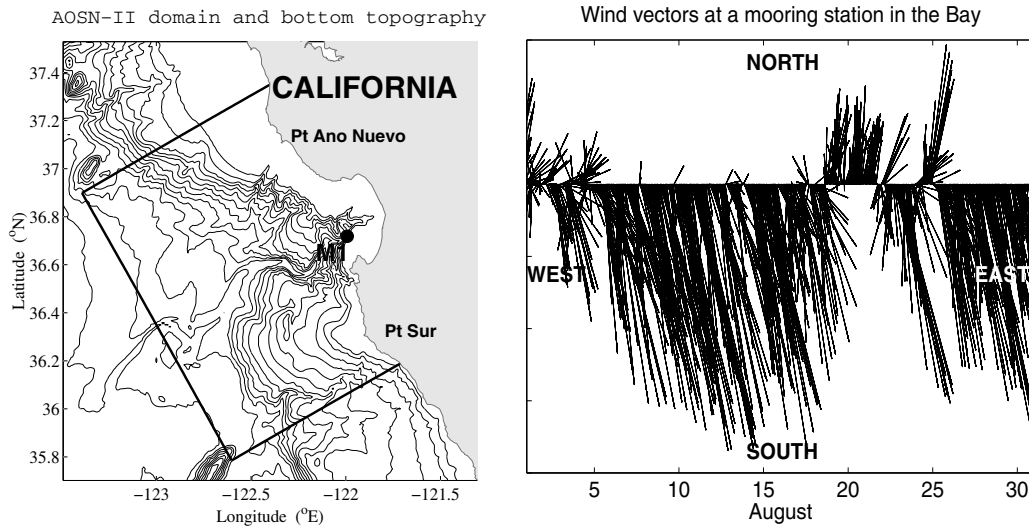 AOSN-II domain and bottom topography
37.4
37.2
37
36.8
36.6
36.4
36.2
36
35.8
Latitude (°N)
CALIFORNIA
Pt Ano Nuevo
M1
Pt Sur
−123
−122.5
−122
−121.5
Longitude (°E)
Wind vectors at a mooring station in the Bay
NORTH
WEST
EAST
SOUTH
5
10
15
20
25
30
August